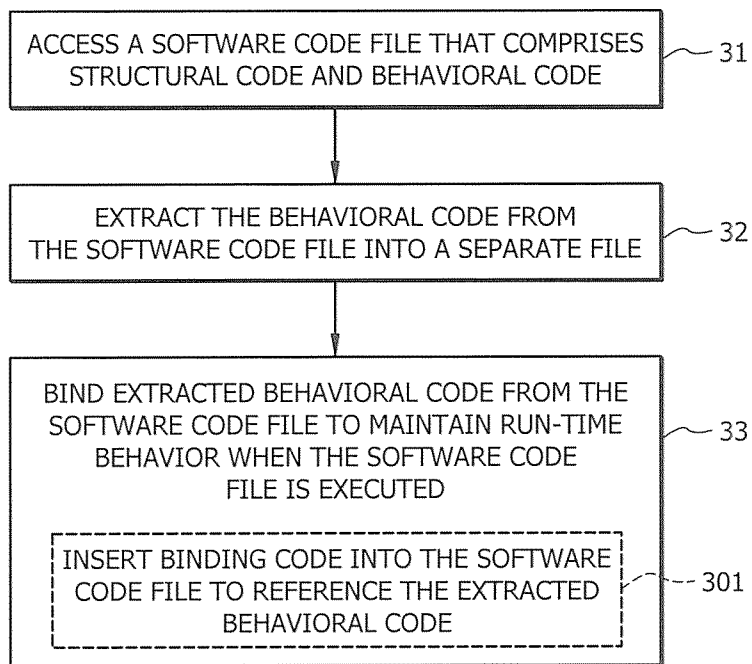 ACCESS A SOFTWARE CODE FILE THAT COMPRISES
STRUCTURAL CODE AND BEHAVIORAL CODE
31
EXTRACT THE BEHAVIORAL CODE FROM
THE SOFTWARE CODE FILE INTO A SEPARATE FILE
32
BIND EXTRACTED BEHAVIORAL CODE FROM THE
SOFTWARE CODE FILE TO MAINTAIN RUN-TIME
BEHAVIOR WHEN THE SOFTWARE CODE
FILE IS EXECUTED
33
INSERT BINDING CODE INTO THE SOFTWARE
CODE FILE TO REFERENCE THE EXTRACTED
BEHAVIORAL CODE
301